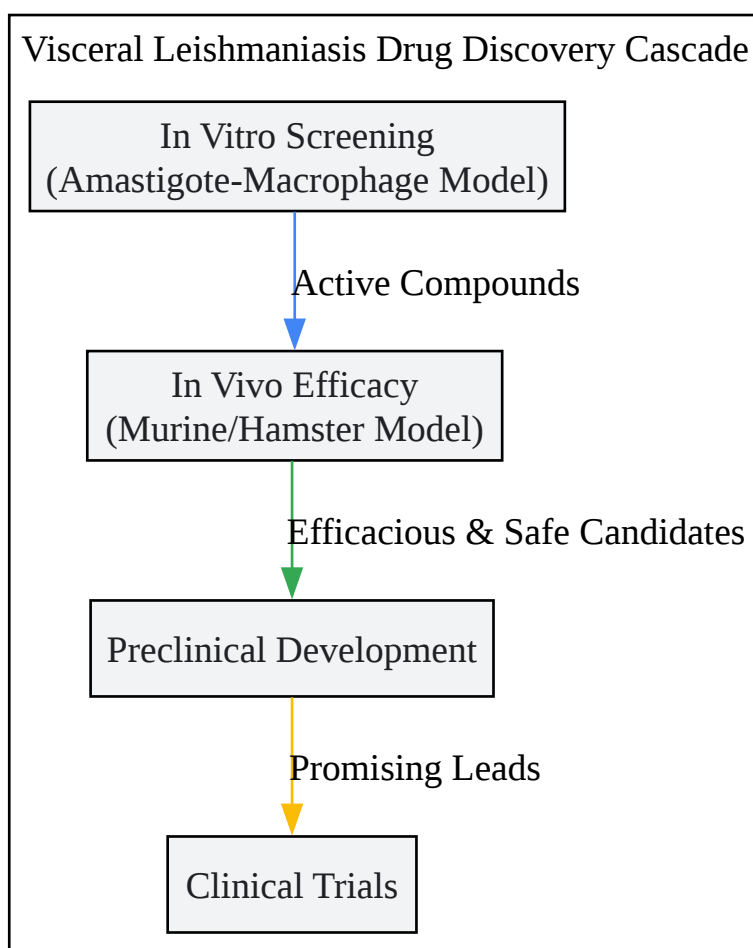 Visceral Leishmaniasis Drug Discovery Cascade
In Vitro Screening
(Amastigote-Macrophage Model)
Active Compounds
In Vivo Efficacy
(Murine/Hamster Model)
Efficacious & Safe Candidates
Preclinical Development
Promising Leads
Clinical Trials